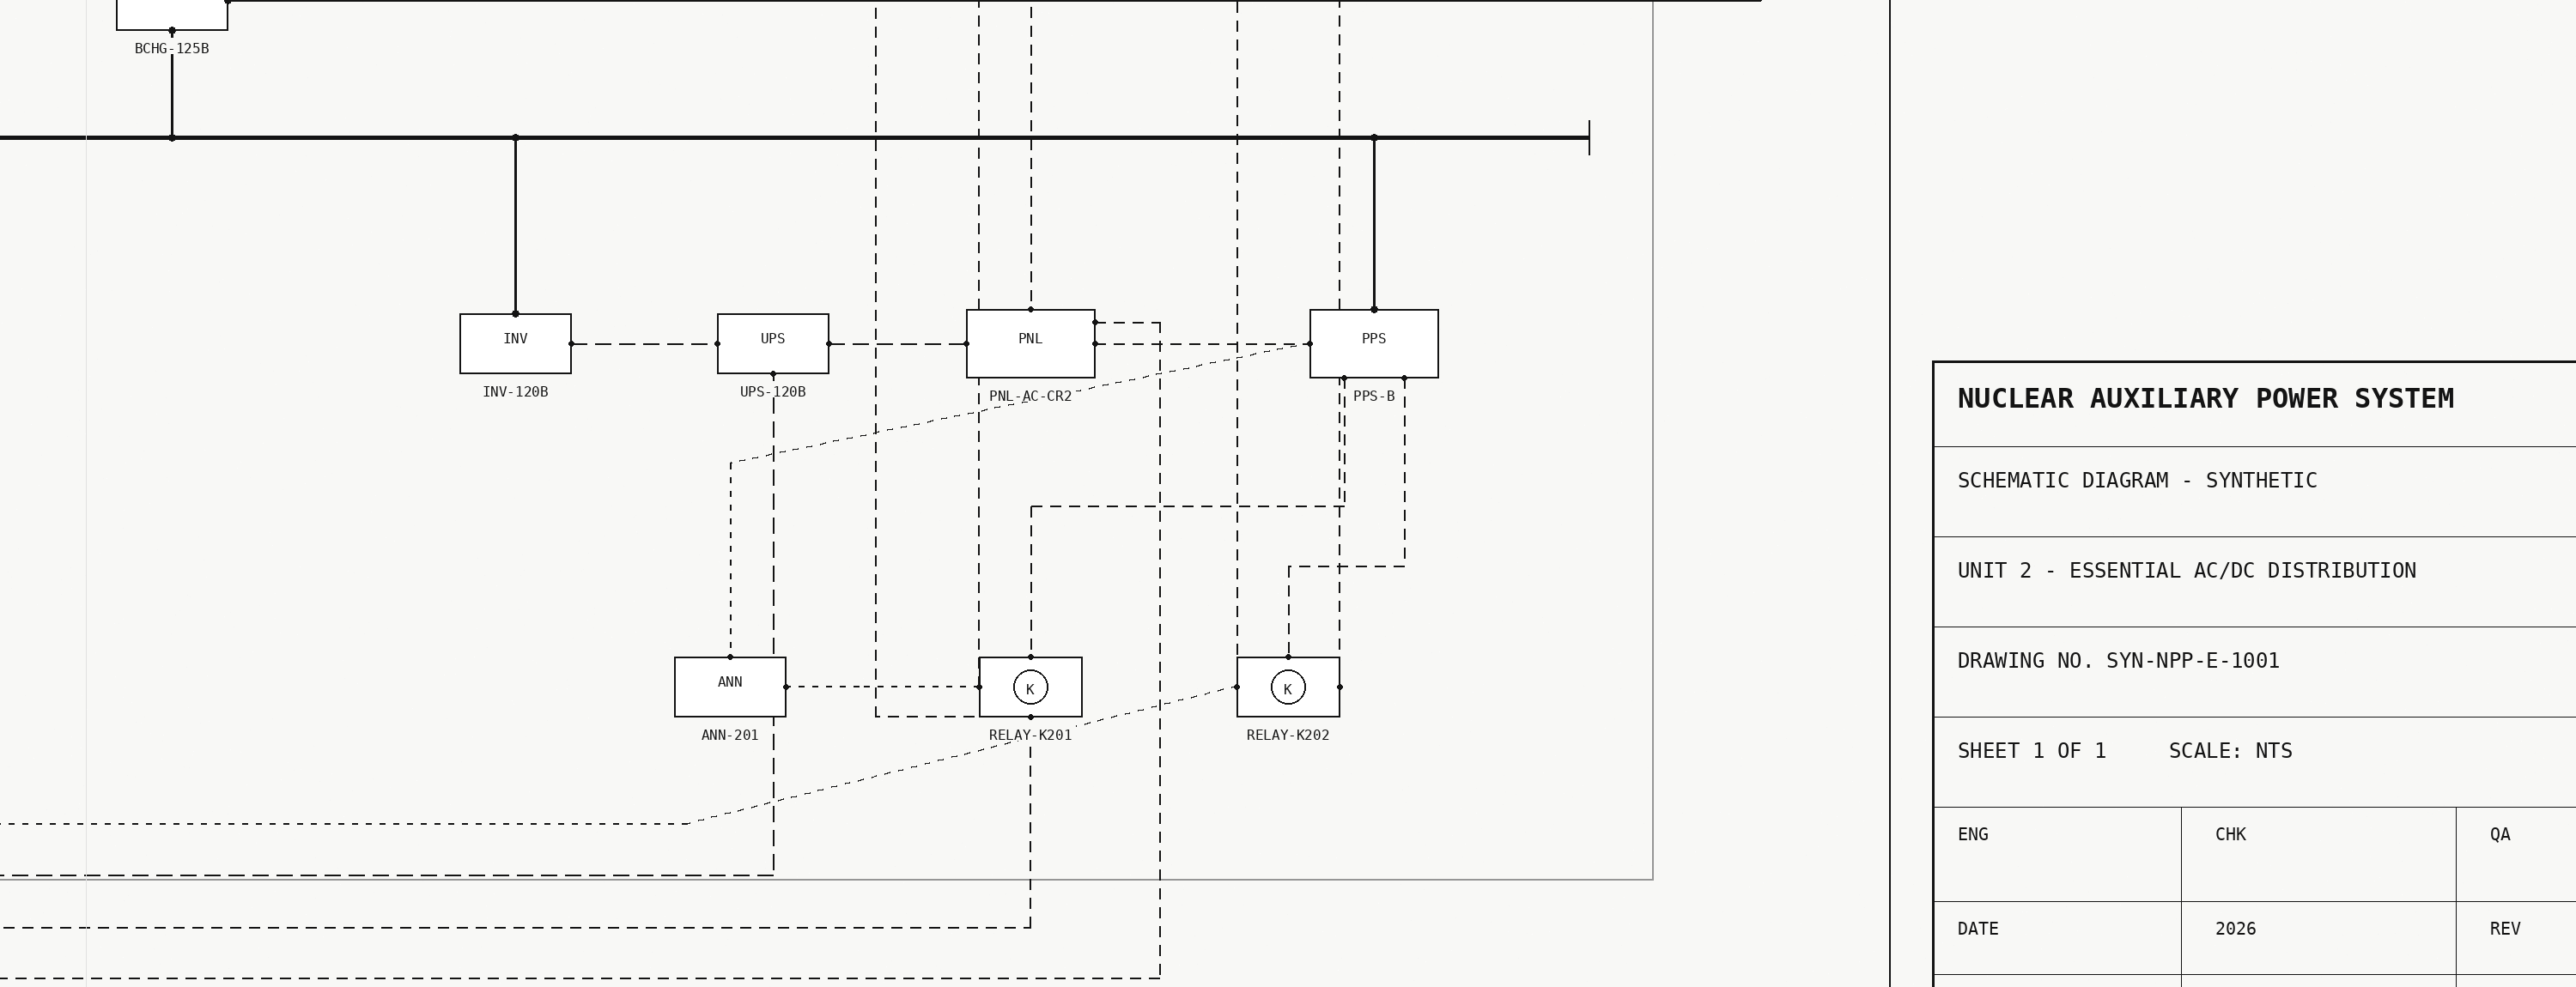 BCHG-125B
INV
UPS
PNL
PPS
INV-120B
UPS-120B
PNL-AC-CR2
PPS-B
ANN
K
K
ANN-201
RELAY-K201
RELAY-K202
NUCLEAR AUXILIARY POWER SYSTEM
SCHEMATIC DIAGRAM - SYNTHETIC
UNIT 2 - ESSENTIAL AC/DC DISTRIBUTION
DRAWING NO. SYN-NPP-E-1001
SHEET 1 OF 1 SCALE: NTS
ENG CHK QA
DATE 2026 REV